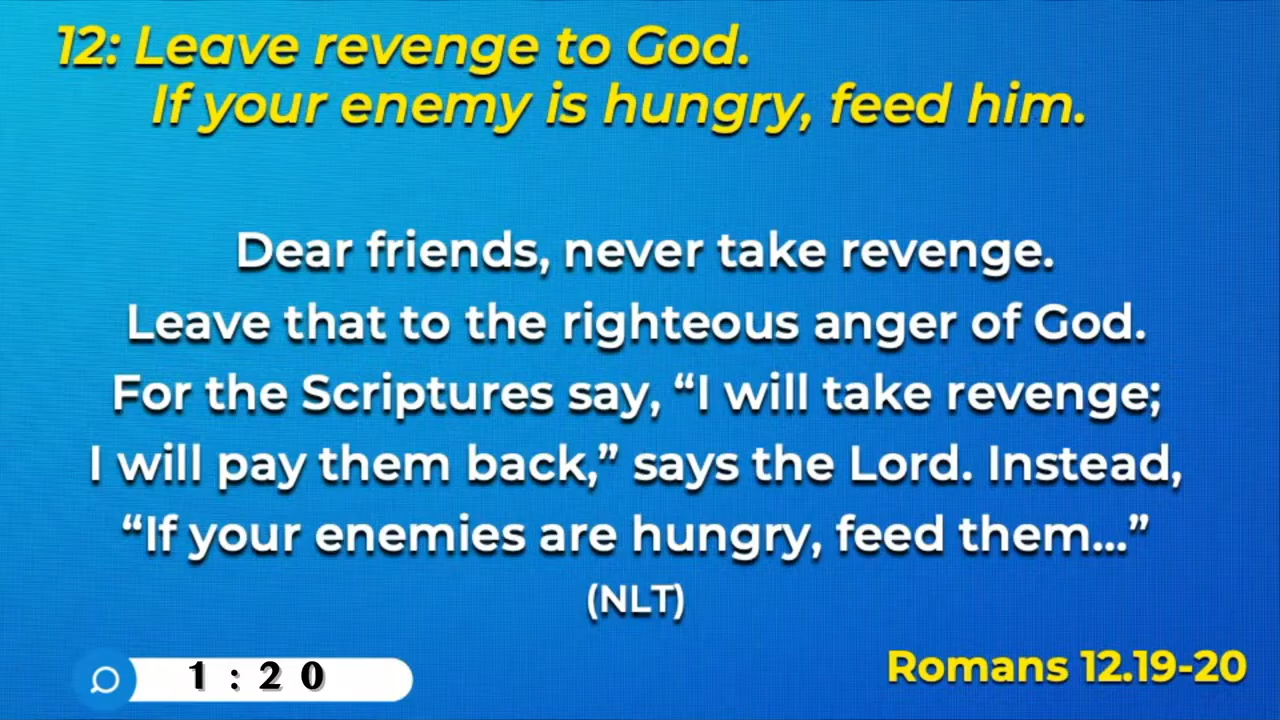 12: Leave revenge to God.
If your enemy is hungry, feed him.
Dear friends, never take revenge.
Leave that to the righteous anger of God.
For the Scriptures say, “I will take revenge;
I will pay them back,” says the Lord. Instead,
“If your enemies are hungry, feed them...”
(NLT)
1:20
Romans 12.19-20